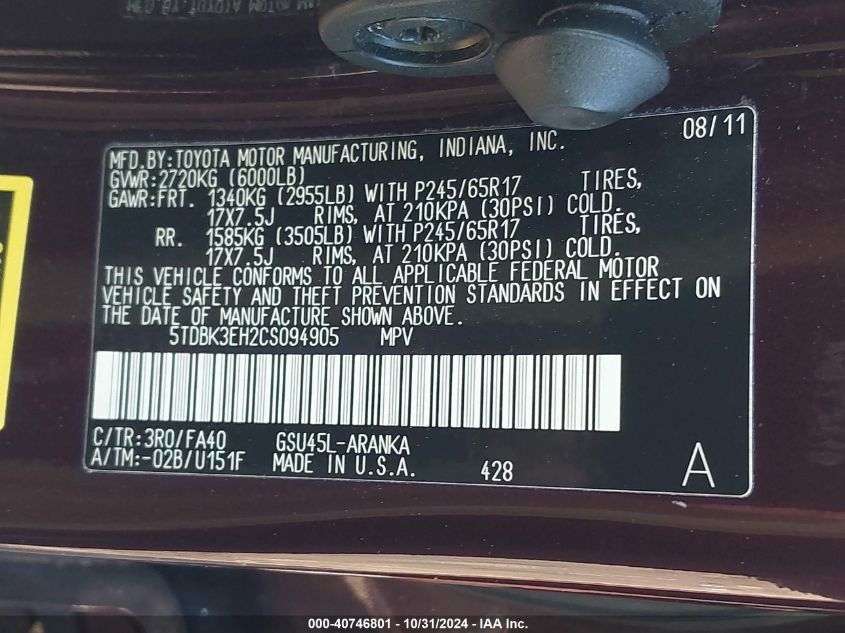 08/11
MFD.BY:TOYOTA MOTOR MANUFACTURING, INDIANA, INC.
GVWR:2720KG (6000LB)
GAWR:FRT. 1340KG (2955LB) WITH P245/65R17 TIRES,
17X7.5J RIMS, AT 210KPA (30PSI) COLD.
RR. 1585KG (3505LB) WITH P245/65R17 TIRES,
17X7.5J RIMS, AT 210KPA (30PSI) COLD.
THIS VEHICLE CONFORMS TO ALL APPLICABLE FEDERAL MOTOR
VEHICLE SAFETY AND THEFT PREVENTION STANDARDS IN EFFECT ON
THE DATE OF MANUFACTURE SHOWN ABOVE.
5TDBK3EH2CS094905 MPV
C/TR:3R0/FA40 GSU45L-ARANKA
A/TM:-02B/U151F MADE IN U.S.A. 428 A
000-40746801 - 10/31/2024 - IAA Inc.